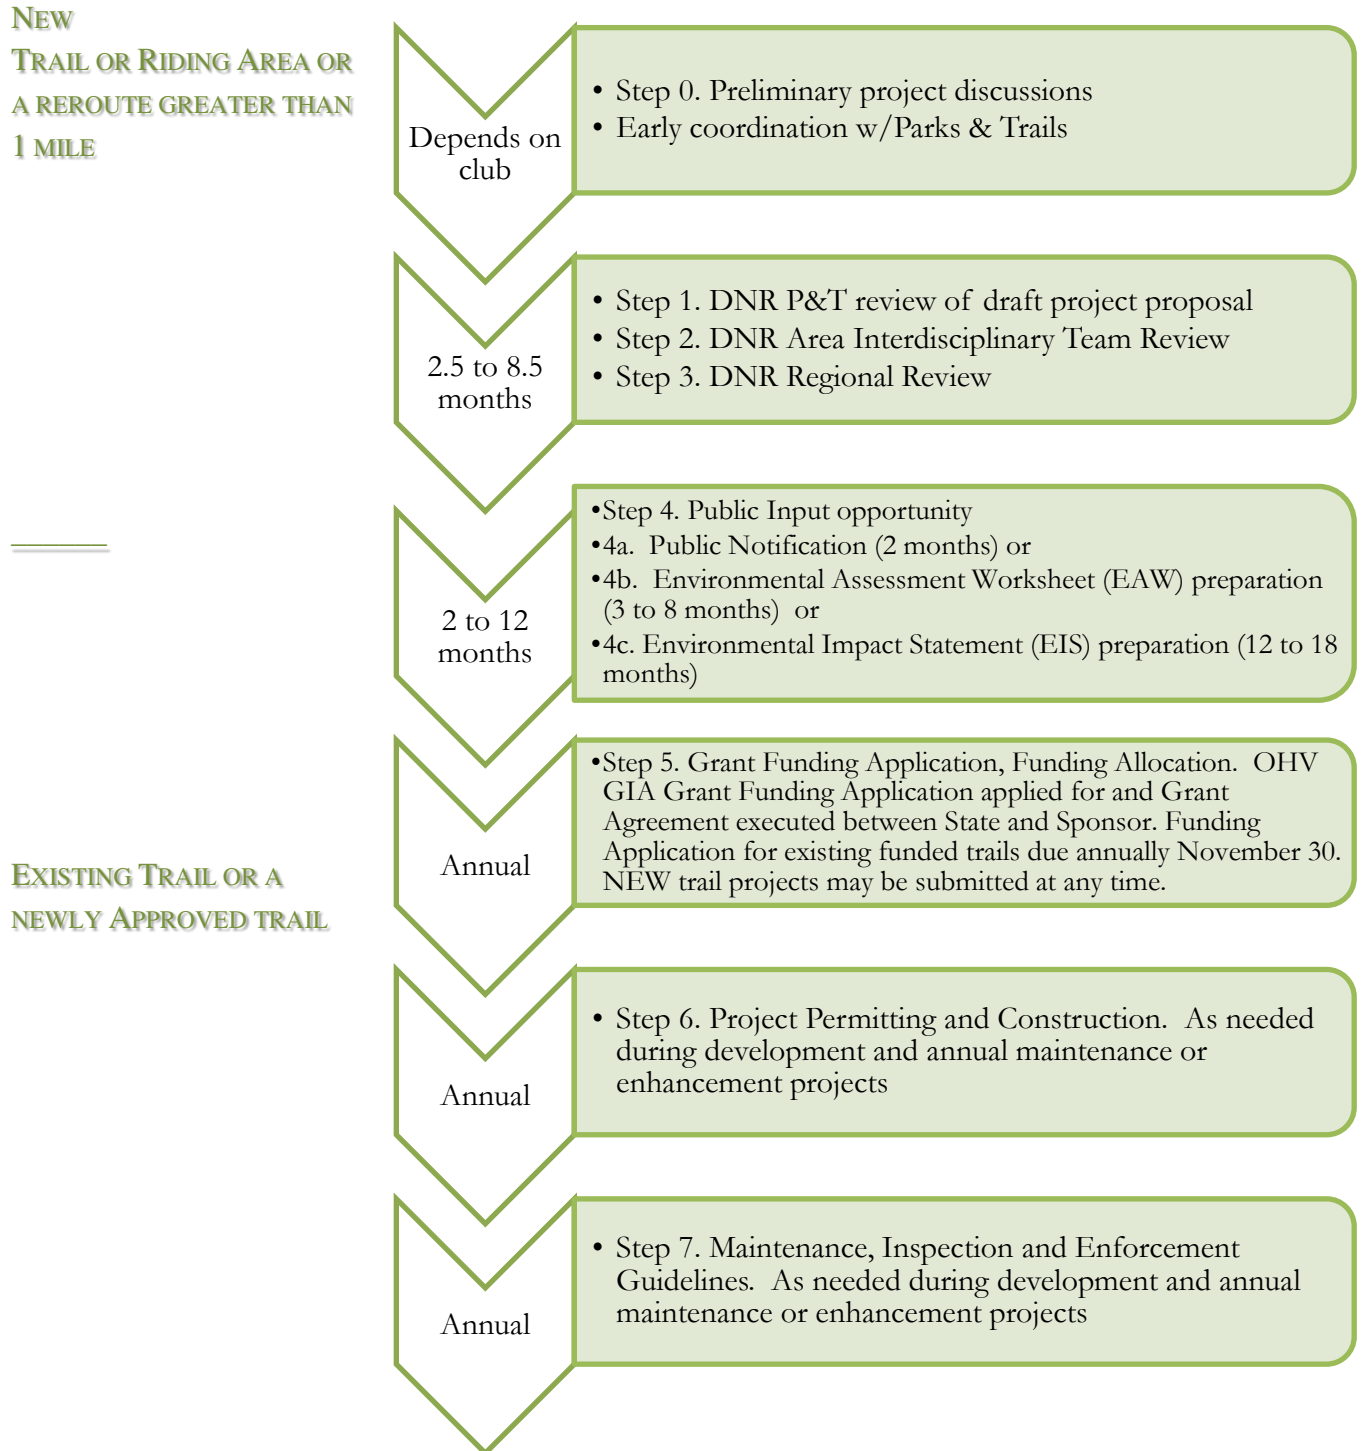 NEW
TRAIL OR RIDING AREA OR
A REROUTE GREATER THAN
1 MILE
Depends on
club
• Step 0. Preliminary project discussions
• Early coordination w/Parks & Trails
2.5 to 8.5
months
• Step 1. DNR P&T review of draft project proposal
• Step 2. DNR Area Interdisciplinary Team Review
• Step 3. DNR Regional Review
2 to 12
months
•Step 4. Public Input opportunity
•4a.  Public Notification (2 months) or
•4b.  Environmental Assessment Worksheet (EAW) preparation
(3 to 8 months)  or
•4c. Environmental Impact Statement (EIS) preparation (12 to 18
months)
Annual
•Step 5. Grant Funding Application, Funding Allocation.  OHV
GIA Grant Funding Application applied for and Grant
Agreement executed between State and Sponsor. Funding
Application for existing funded trails due annually November 30.
NEW trail projects may be submitted at any time.
EXISTING TRAIL OR A
NEWLY APPROVED TRAIL
Annual
• Step 6. Project Permitting and Construction.  As needed
during development and annual maintenance or
enhancement projects
Annual
• Step 7. Maintenance, Inspection and Enforcement
Guidelines.  As needed during development and annual
maintenance or enhancement projects